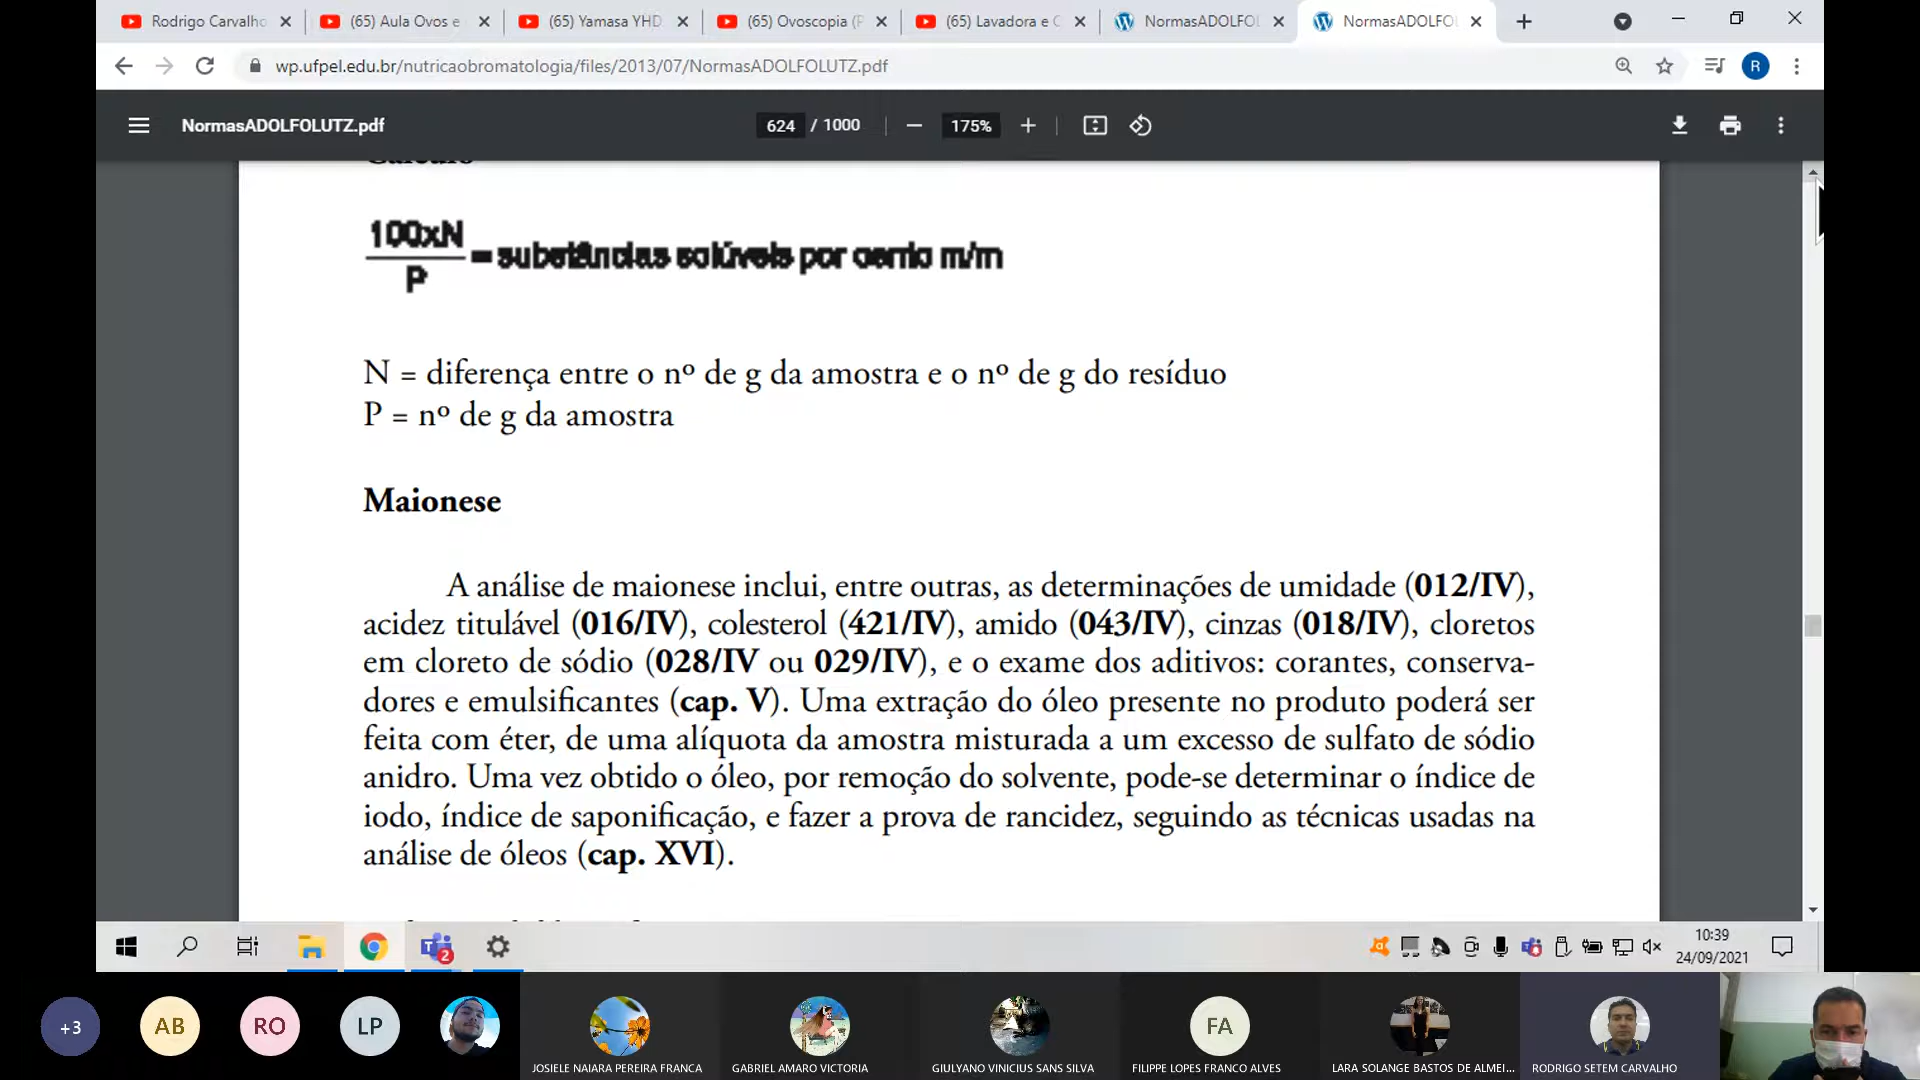 Rodrigo Carvalho
(65) Aula Ovos e
(65) Yamasa YHD
(65) Ovoscopia (P
(65) Lavadora e C
NormasADOLFOL
NormasADOLFOL
wp.ufpel.edu.br/nutricaobromatologia/files/2013/07/NormasADOLFOLUTZ.pdf
R
NormasADOLFOLUTZ.pdf
624 / 1000
175%
Cálculo
100xN
P
= substâncias solúveis por cento m/m
N = diferença entre o nº de g da amostra e o nº de g do resíduo
P = nº de g da amostra
Maionese
A análise de maionese inclui, entre outras, as determinações de umidade (012/IV),
acidez titulável (016/IV), colesterol (421/IV), amido (043/IV), cinzas (018/IV), cloretos
em cloreto de sódio (028/IV ou 029/IV), e o exame dos aditivos: corantes, conserva-
dores e emulsificantes (cap. V). Uma extração do óleo presente no produto poderá ser
feita com éter, de uma alíquota da amostra misturada a um excesso de sulfato de sódio
anidro. Uma vez obtido o óleo, por remoção do solvente, pode-se determinar o índice de
iodo, índice de saponificação, e fazer a prova de rancidez, seguindo as técnicas usadas na
análise de óleos (cap. XVI).
2
10:39
24/09/2021
+3
AB
RO
LP
FA
JOSIELE NAIARA PEREIRA FRANCA
GABRIEL AMARO VICTORIA
GIULYANO VINICIUS SANS SILVA
FILIPPE LOPES FRANCO ALVES
LARA SOLANGE BASTOS DE ALMEI...
RODRIGO SETEM CARVALHO